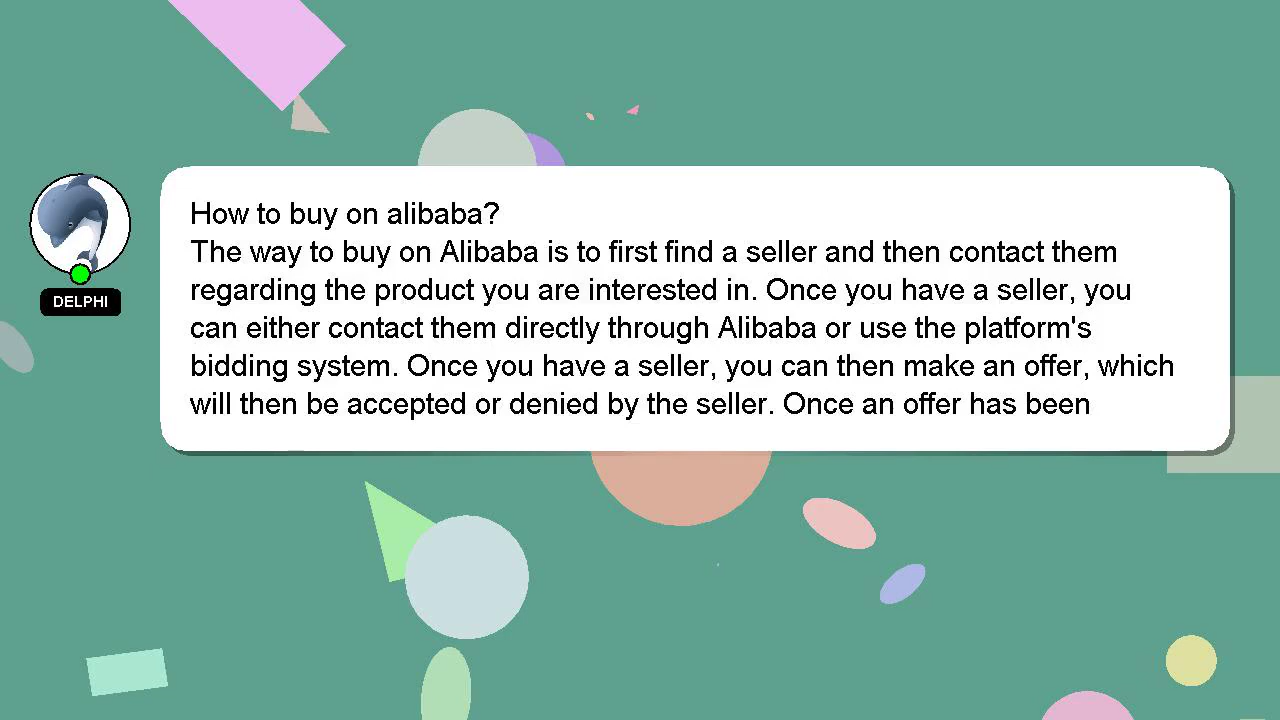 How to buy on alibaba?
The way to buy on Alibaba is to first find a seller and then contact them
regarding the product you are interested in. Once you have a seller, you
can either contact them directly through Alibaba or use the platform's
bidding system. Once you have a seller, you can then make an offer, which
will then be accepted or denied by the seller. Once an offer has been
DELPHI